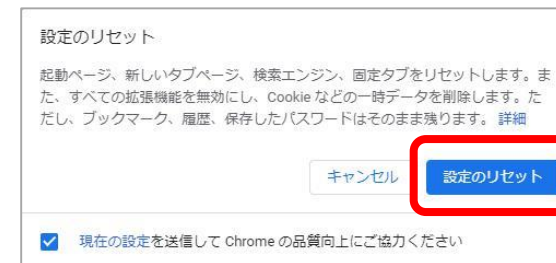 設定のリセット
起動ページ、新しいタブページ、検索エンジン、固定タブをリセットします。ま
た、すべての拡張機能を無効にし、Cookie などの一時データを削除します。た
だし、ブックマーク、履歴、保存したパスワードはそのまま残ります。 詳細
キャンセル 設定のリセット
現在の設定を送信して Chrome の品質向上にご協力ください